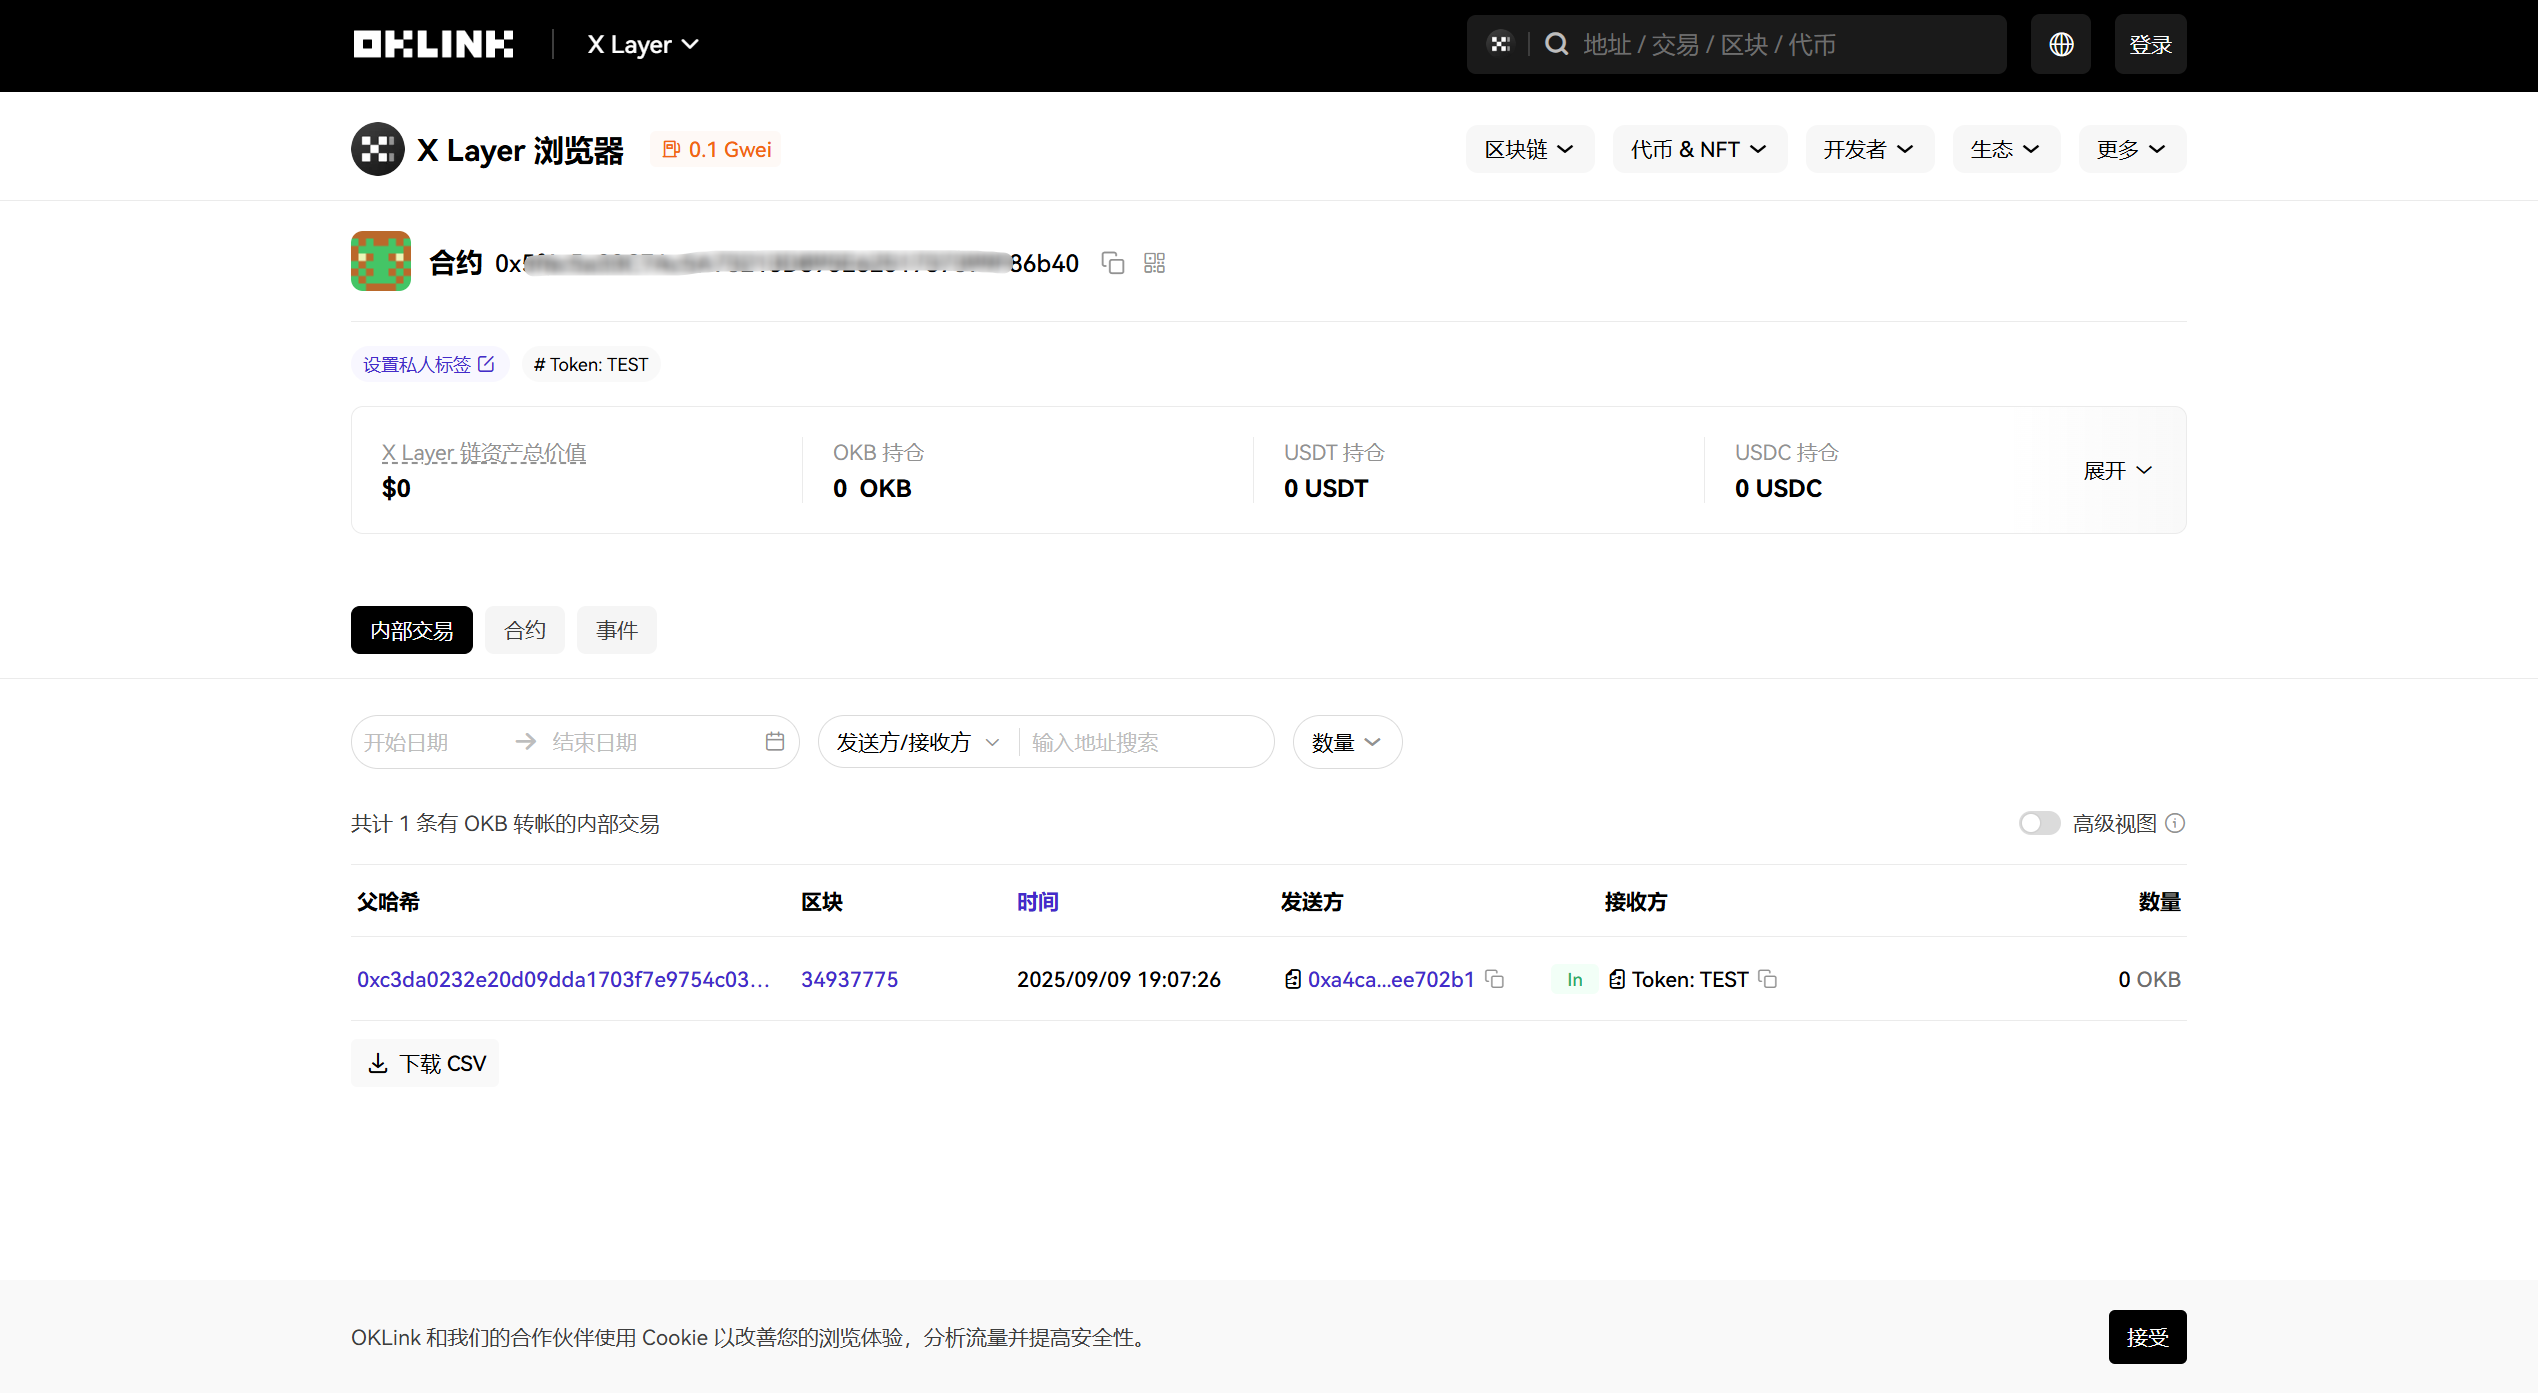 OKLINK
X Layer
地址 / 交易 / 区块 / 代币
登录
X Layer 浏览器
0.1 Gwei
区块链
代币 & NFT
开发者
生态
更多
合约 0x 86b40
设置私人标签
# Token: TEST
X Layer 链资产总价值
$0
OKB 持仓
0 OKB
USDT 持仓
0 USDT
USDC 持仓
0 USDC
展开
内部交易
合约
事件
开始日期
结束日期
发送方/接收方
输入地址搜索
数量
共计 1 条有 OKB 转帐的内部交易
高级视图
父哈希 区块 时间 发送方 接收方 数量
0xc3da0232e20d09dda1703f7e9754c03... 34937775 2025/09/09 19:07:26 0xa4ca...ee702b1 In Token: TEST 0 OKB
下载 CSV
OKLink 和我们的合作伙伴使用 Cookie 以改善您的浏览体验，分析流量并提高安全性。
接受